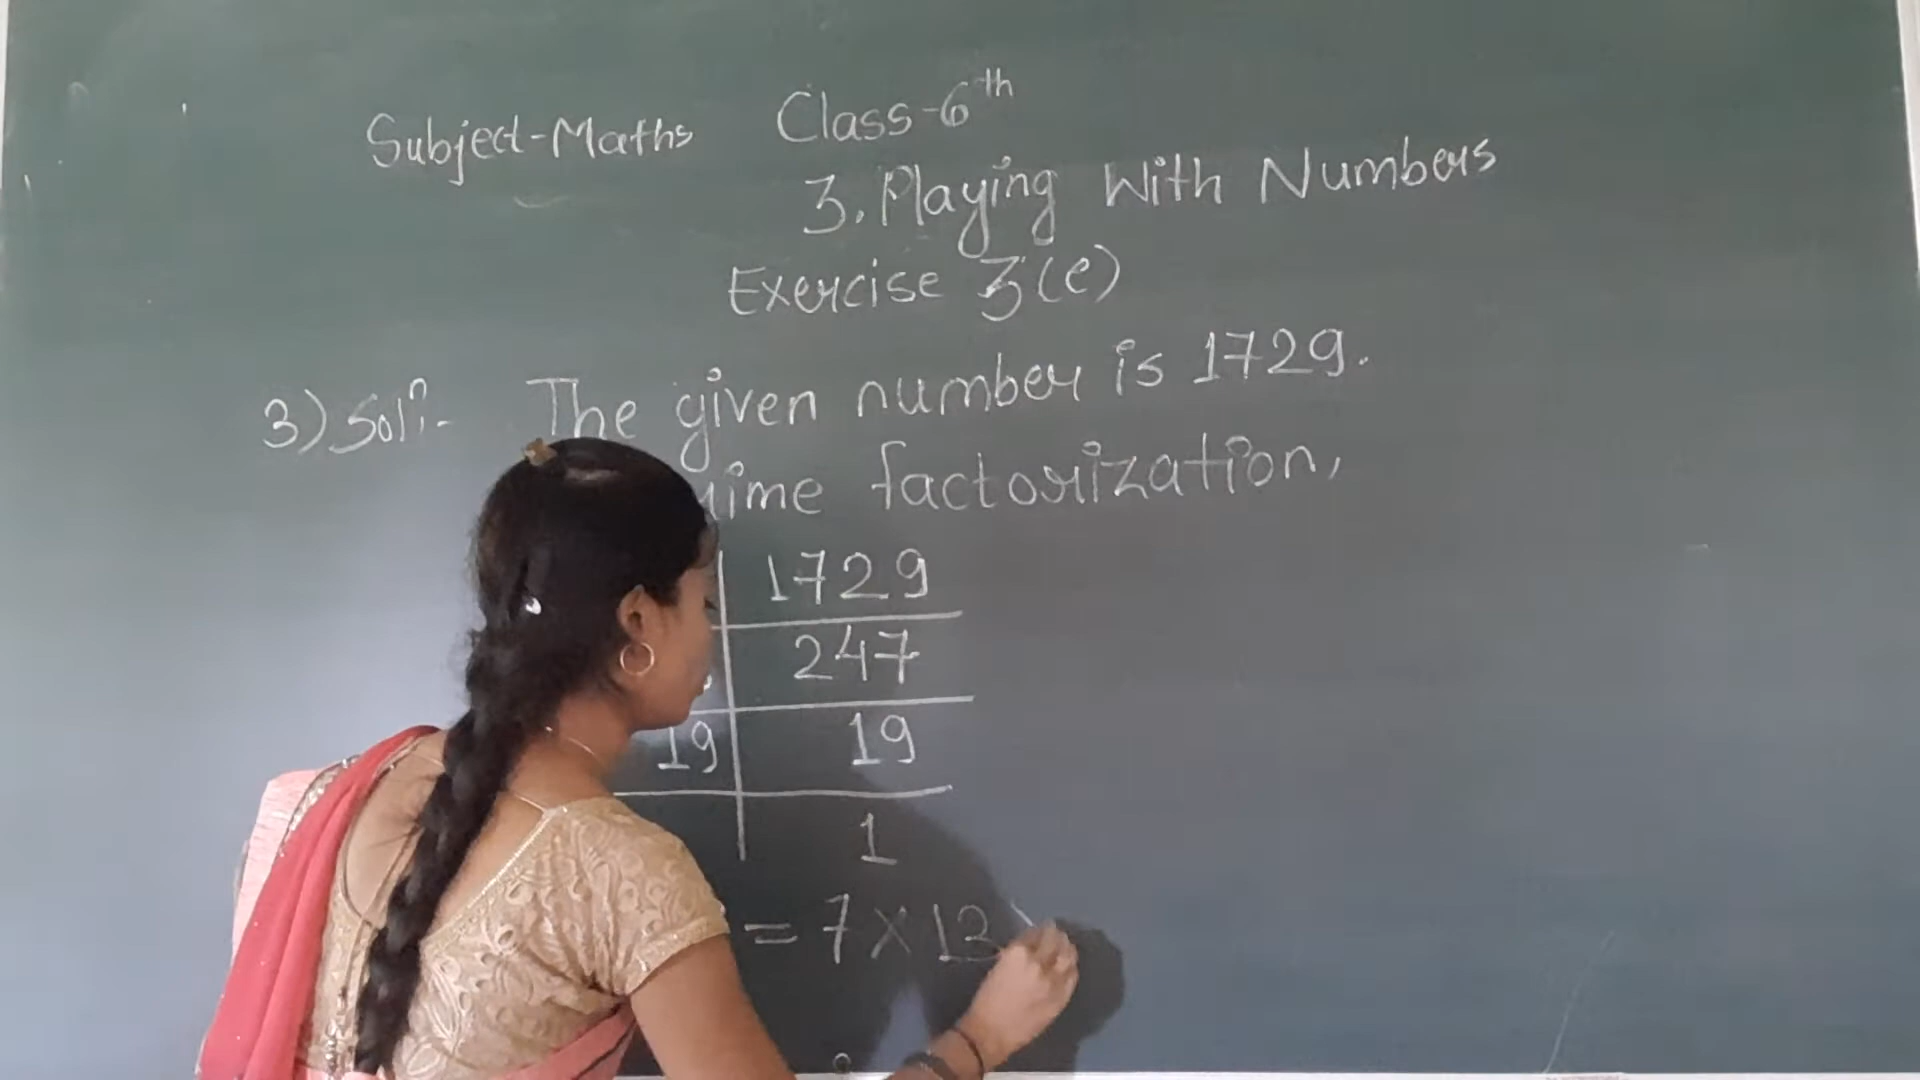 Subject-Maths Class-6th
3. Playing With Numbers
Exercise 3(e)
3) Sol:- The given number is 1729.
factorization,
1729
247
19 19
1
= 7 × 13